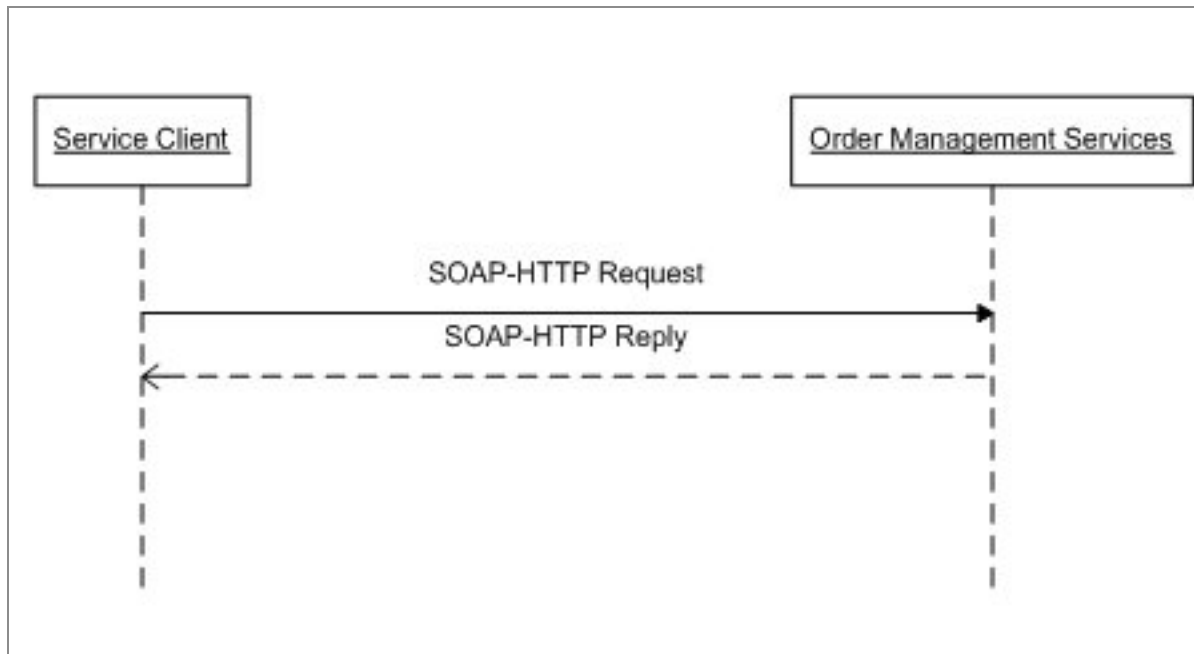 Service Client
Order Management Services
SOAP-HTTP Request
SOAP-HTTP Reply